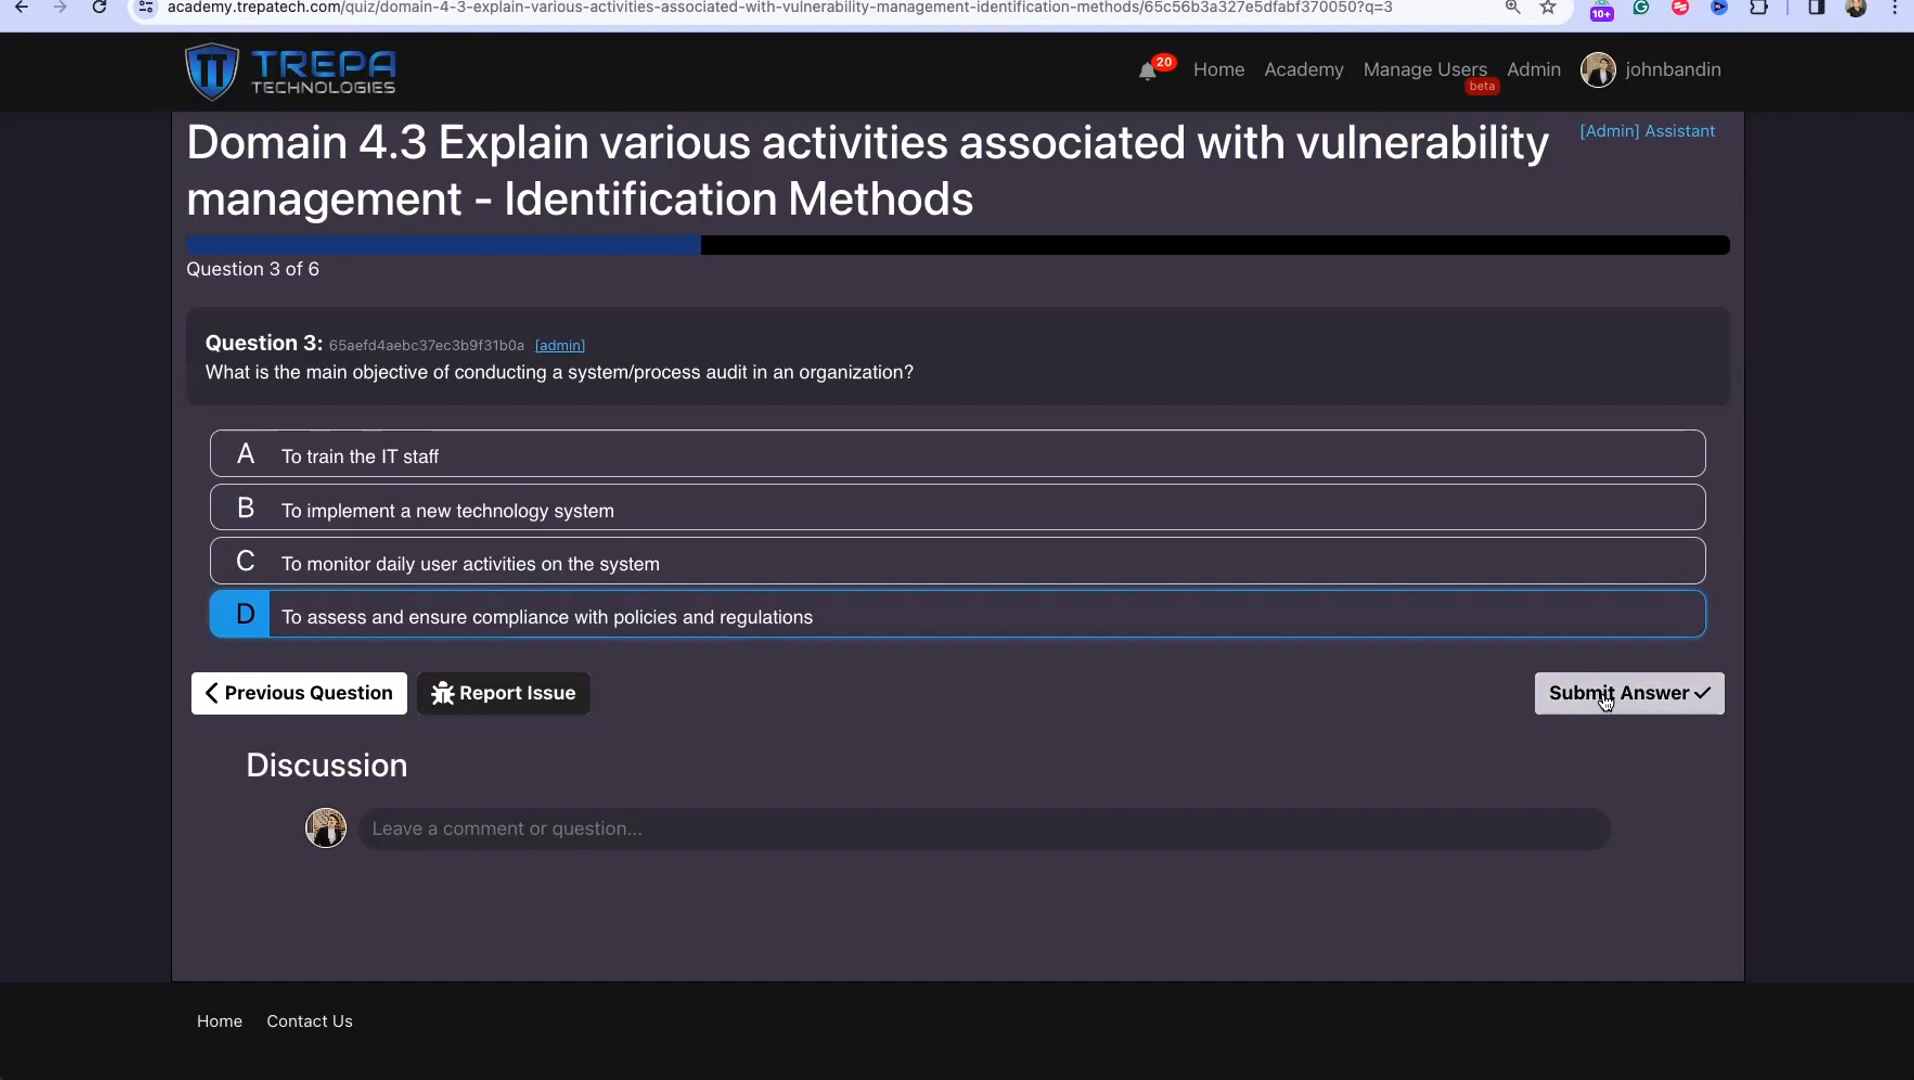 academy.trepatech.com/quiz/domain-4-3-explain-various-activities-associated-with-vulnerability-management-identification-methods/65c56b3a327e5dfabf370050?q=3
10+
TREPA
TECHNOLOGIES
20
Home
Academy
Manage Users
beta
Admin
johnbandin
Domain 4.3 Explain various activities associated with vulnerability
management - Identification Methods
[Admin] Assistant
Question 3 of 6
Question 3: 65aefd4aebc37ec3b9f31b0a [admin]
What is the main objective of conducting a system/process audit in an organization?
A To train the IT staff
B To implement a new technology system
C To monitor daily user activities on the system
D To assess and ensure compliance with policies and regulations
Previous Question
Report Issue
Submit Answer
Discussion
Leave a comment or question...
Home
Contact Us